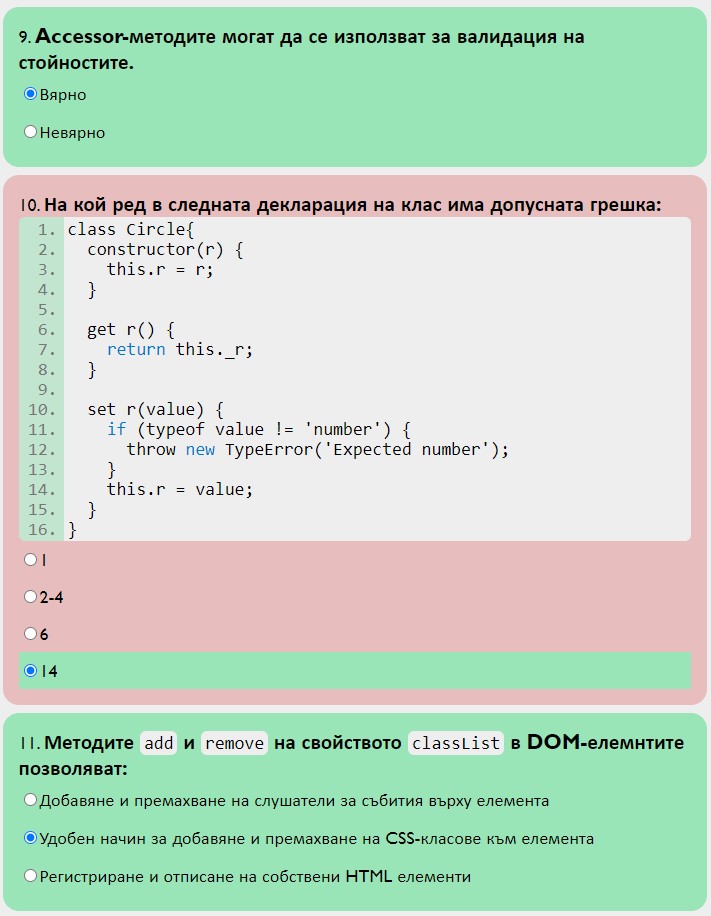 9. Accessor-методите могат да се използват за валидация на
стойностите.
Вярно
Невярно
10. На кой ред в следната декларация на клас има допусната грешка:
1. class Circle{
2. constructor(r) {
3. this.r = r;
4. }
5.
6. get r() {
7. return this._r;
8. }
9.
10. set r(value) {
11. if (typeof value != 'number') {
12. throw new TypeError('Expected number');
13. }
14. this.r = value;
15. }
16. }
1
2-4
6
14
11. Методите add и remove на свойството classList в DOM-елемнтите
позволяват:
Добавяне и премахване на слушатели за събития върху елемента
Удобен начин за добавяне и премахване на CSS-класове към елемента
Регистриране и отписане на собствени HTML елементи